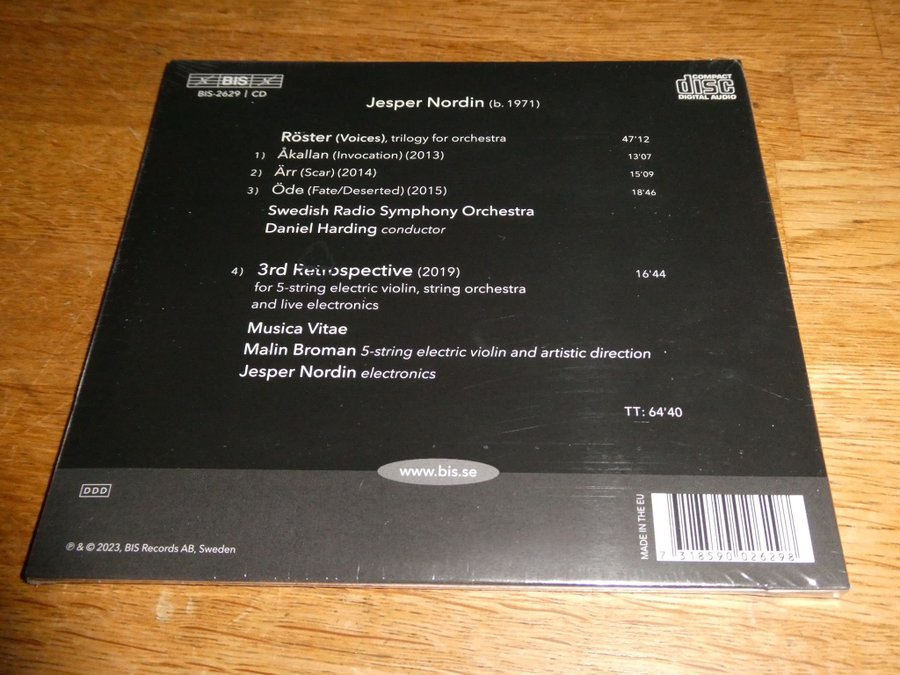 BIS
BIS-2629 | CD
COMPACT
disc
DIGITAL AUDIO
Jesper Nordin (b. 1971)
Röster (Voices), trilogy for orchestra 47'12
1) Åkallan (Invocation) (2013) 13'07
2) Ärr (Scar) (2014) 15'09
3) Öde (Fate/Deserted) (2015) 18'46
Swedish Radio Symphony Orchestra
Daniel Harding conductor
4) 3rd Retrospective (2019) 16'44
for 5-string electric violin, string orchestra
and live electronics
Musica Vitae
Malin Broman 5-string electric violin and artistic direction
Jesper Nordin electronics
TT: 64'40
www.bis.se
DDD
MADE IN THE EU
7 318590 026298
℗ & © 2023, BIS Records AB, Sweden